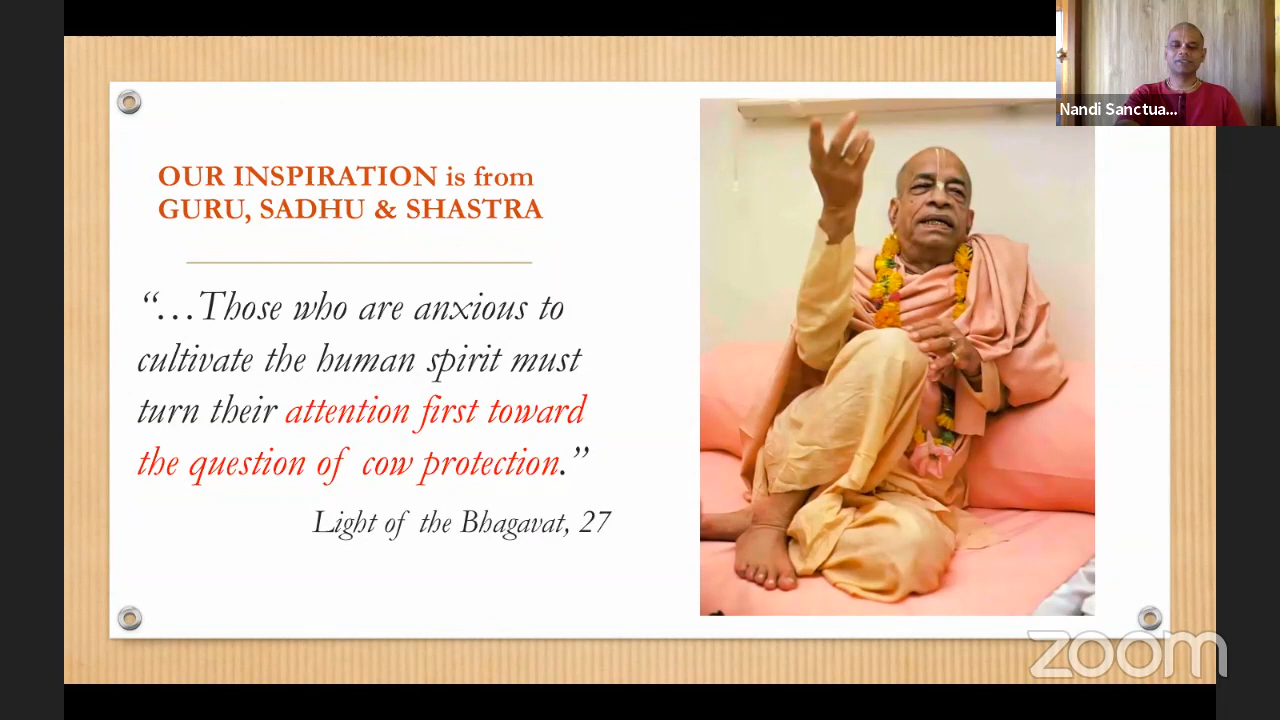 Nandi Sanctua...
OUR INSPIRATION is from
GURU, SADHU & SHASTRA
“…Those who are anxious to
cultivate the human spirit must
turn their attention first toward
the question of cow protection.”
Light of the Bhagavat, 27
zoom